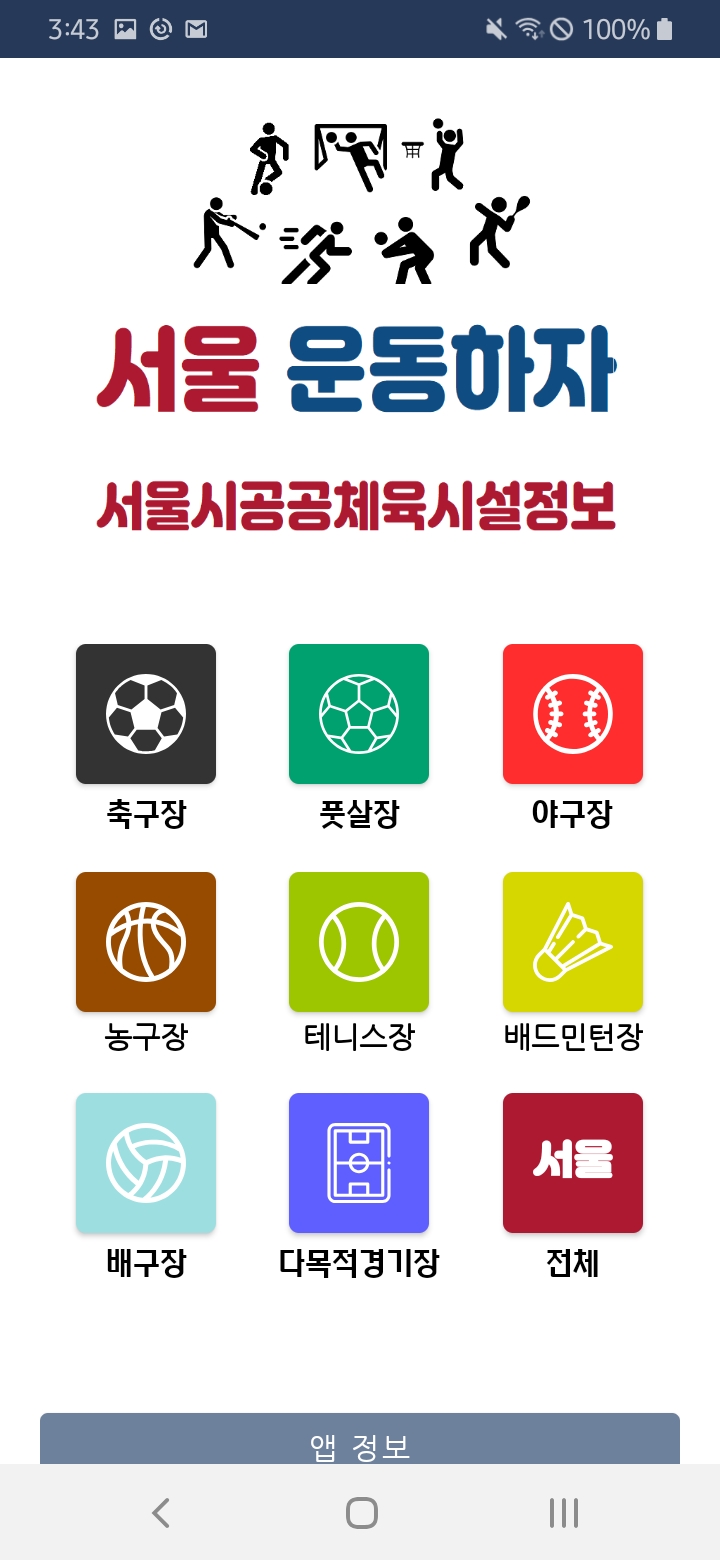 3:43 100%
서울 운동하자
서울시공공체육시설정보
축구장 풋살장 야구장
농구장 테니스장 배드민턴장
서울
배구장 다목적경기장 전체
앱 정보